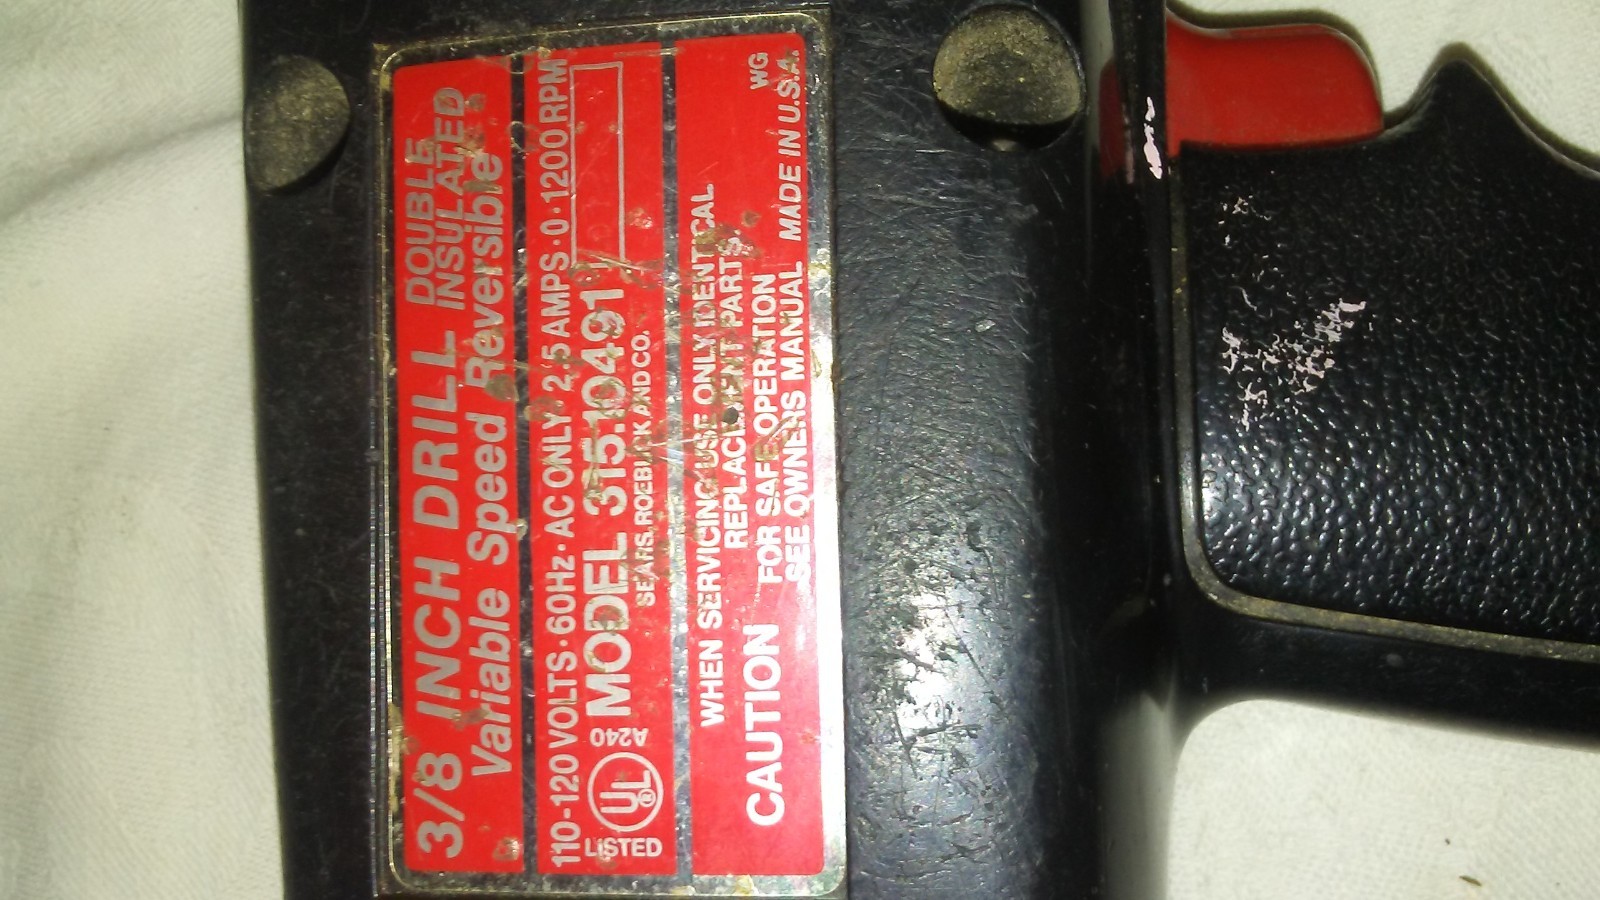 3/8 INCH DRILL DOUBLE INSULATED
Variable Speed Reversible
110-120 VOLTS · 60Hz · AC ONLY · 2.5 AMPS · 0 - 1200 RPM
UL ® LISTED
A240
MODEL 315.10491
SEARS, ROEBUCK AND CO.
WHEN SERVICING USE ONLY IDENTICAL
REPLACEMENT PARTS.
CAUTION FOR SAFE OPERATION
SEE OWNERS MANUAL
WG
MADE IN U.S.A.